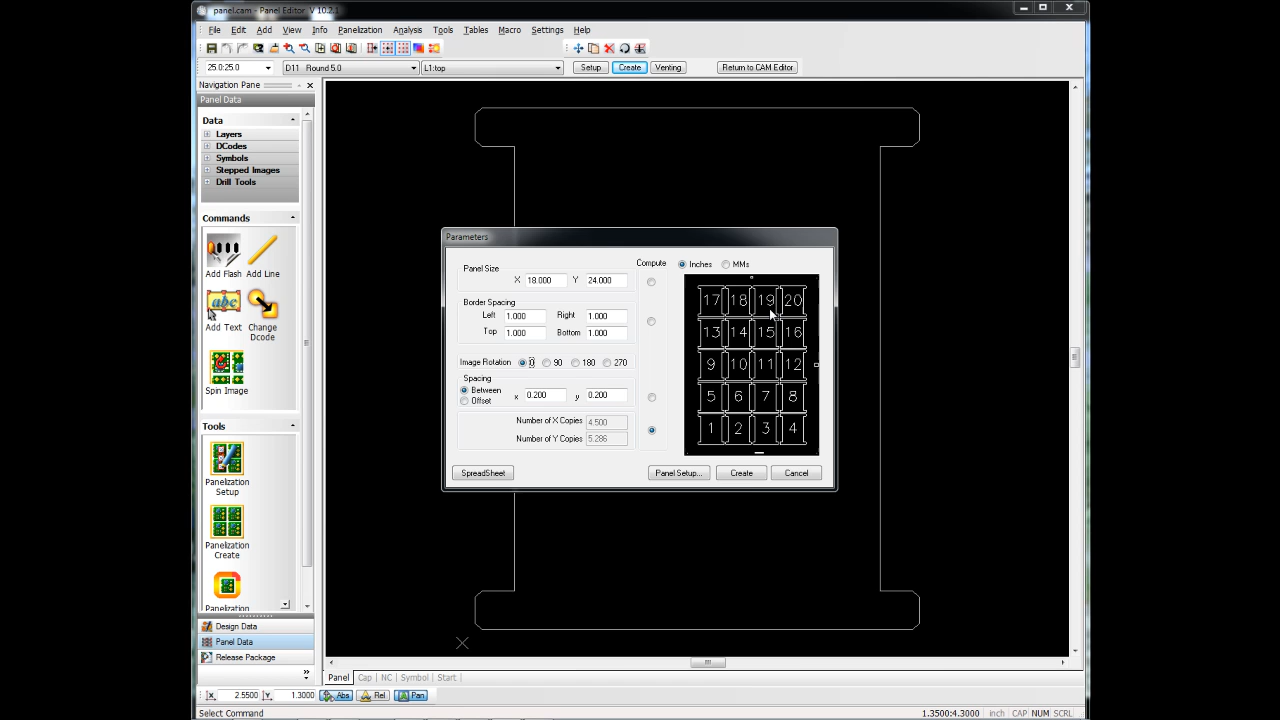 panel.cam - Panel Editor V 10.2.
File Edit Add View Info Panelization Analysis Tools Tables Macro Settings Help
25.0:25.0 D11 Round 5.0 L1:top Setup Create Venting Return to CAM Editor
Navigation Pane
Panel Data
Data
Layers
DCodes
Symbols
Stepped Images
Drill Tools
Commands
Add Flash Add Line
abc
Add Text Change Dcode
Spin Image
Tools
Panelization Setup
Panelization Create
Panelization
Design Data
Panel Data
Release Package
Parameters
Compute Inches MMs
Panel Size
X 18.000 Y 24.000
Border Spacing
Left 1.000 Right 1.000
Top 1.000 Bottom 1.000
Image Rotation 0 90 180 270
Spacing
Between
Offset
x 0.200 y 0.200
Number of X Copies 4.500
Number of Y Copies 5.286
17 18 19 20
13 14 15 16
9 10 11 12
5 6 7 8
1 2 3 4
SpreadSheet Panel Setup... Create Cancel
Panel Cap NC Symbol Start
X 2.5500 Y 1.3000 Abs Rel Pan
Select Command 1.3500:4.3000 inch CAP NUM SCRL